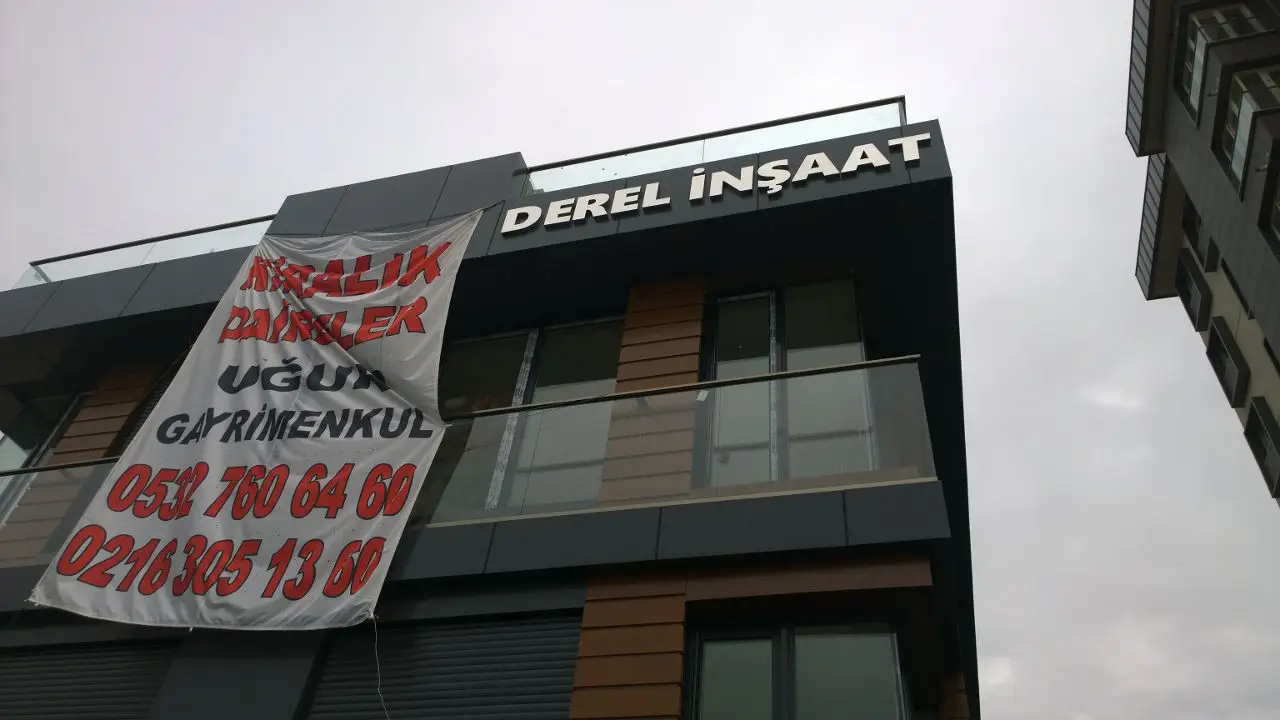 DEREL İNŞAAT
KİRALIK
DAİRELER
UĞUR
GAYRİMENKUL
0532 760 64 60
0216 305 13 60